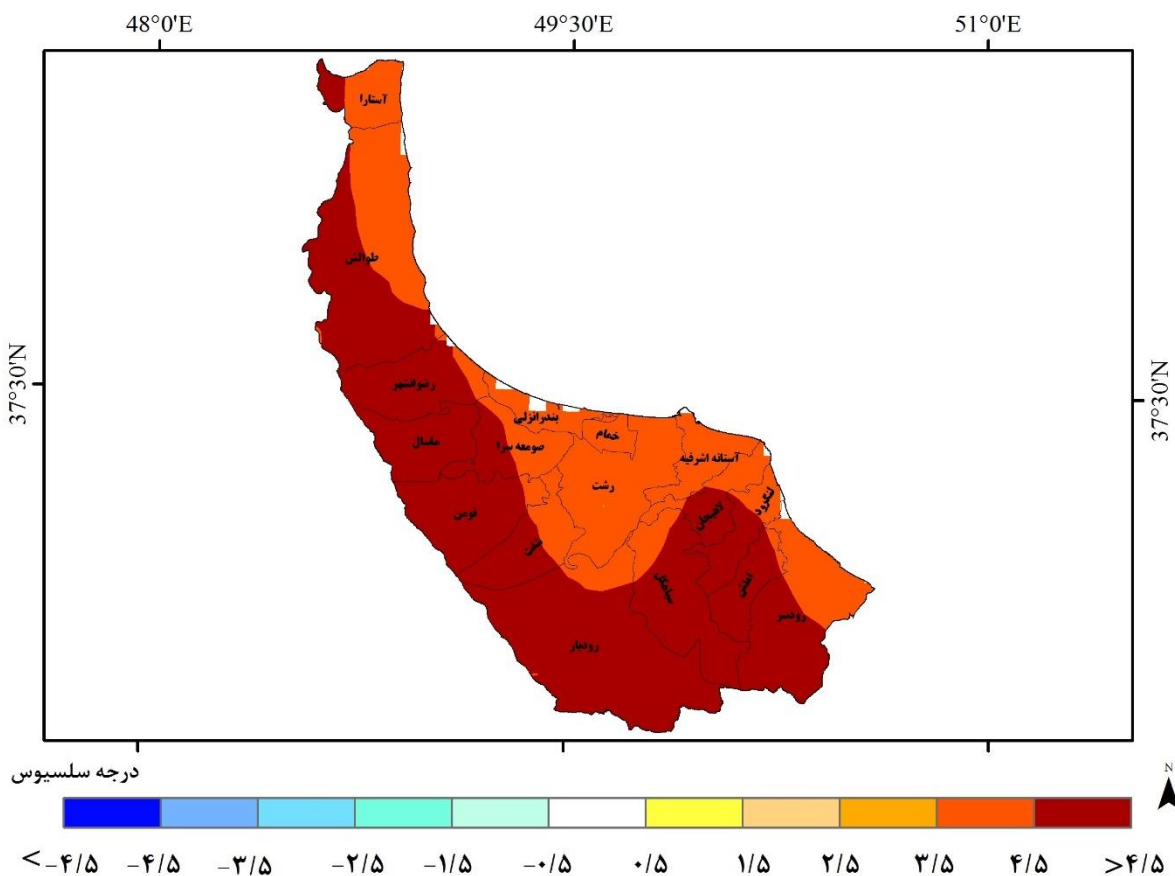 48°0'E 49°30'E 51°0'E
آستارا
طوالش
37°30'N 37°30'N
رضوانشهر
بندرانزلی
خمام
ماسال
صومعه سرا
آستانه اشرفیه
رشت
لنگرود
لاهیجان
فومن
شفت
سیاهکل
املش
رودسر
رودبار
درجه سلسیوس
N
< -۴/۵ -۴/۵ -۳/۵ -۲/۵ -۱/۵ -۰/۵ ۰/۵ ۱/۵ ۲/۵ ۳/۵ ۴/۵ >۴/۵